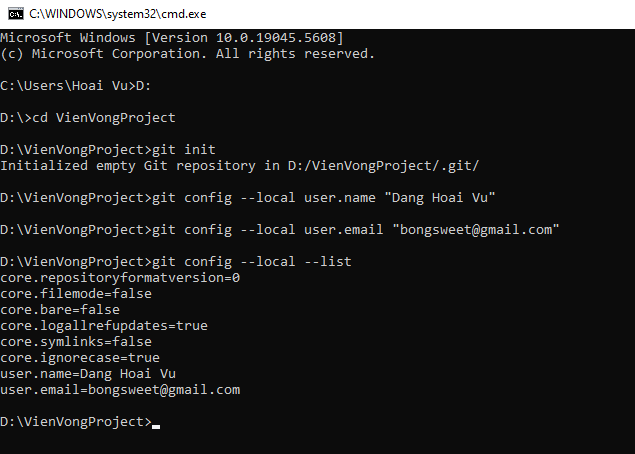 C:\WINDOWS\system32\cmd.exe
Microsoft Windows [Version 10.0.19045.5608]
(c) Microsoft Corporation. All rights reserved.
C:\Users\Hoai Vu>D:
D:\>cd VienVongProject
D:\VienVongProject>git init
Initialized empty Git repository in D:/VienVongProject/.git/
D:\VienVongProject>git config --local user.name "Dang Hoai Vu"
D:\VienVongProject>git config --local user.email "bongsweet@gmail.com"
D:\VienVongProject>git config --local --list
core.repositoryformatversion=0
core.filemode=false
core.bare=false
core.logallrefupdates=true
core.symlinks=false
core.ignorecase=true
user.name=Dang Hoai Vu
user.email=bongsweet@gmail.com
D:\VienVongProject>